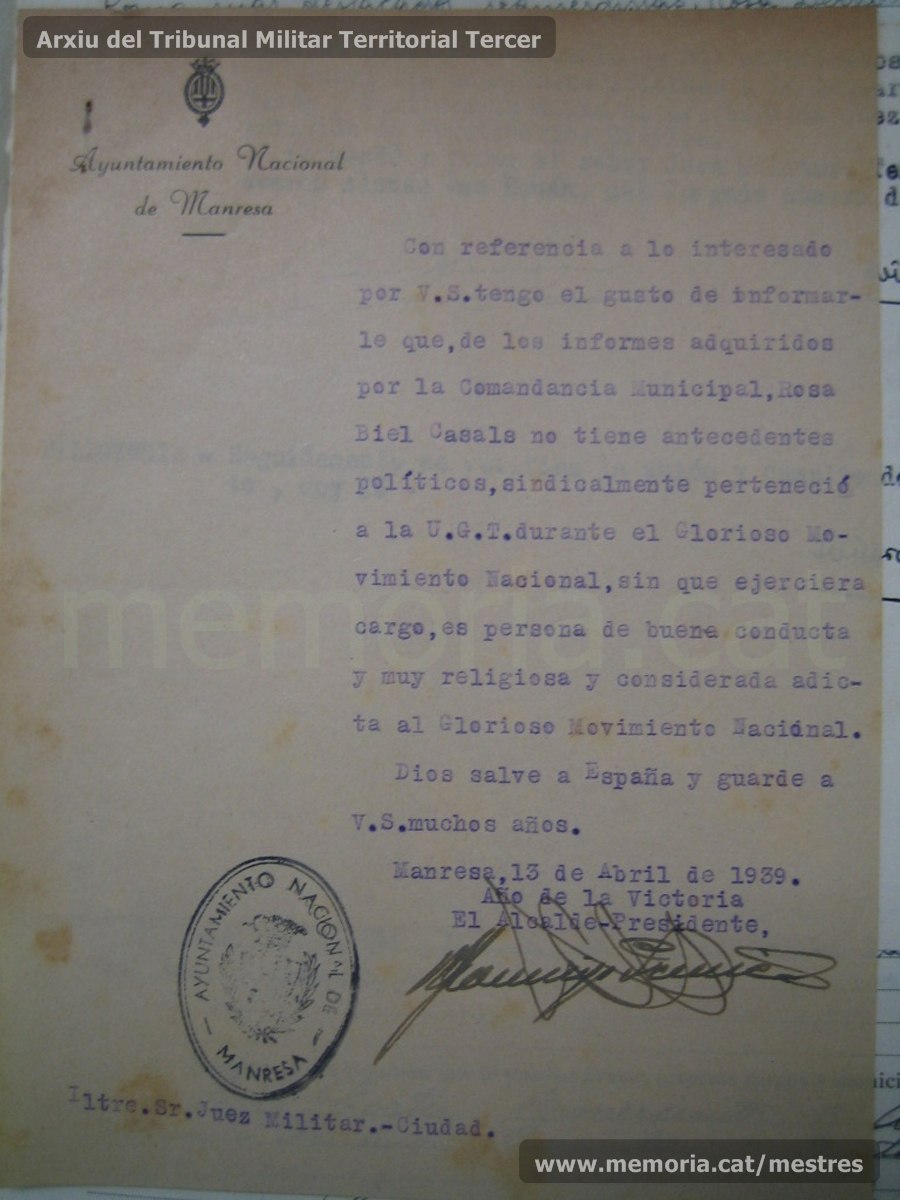 Arxiu del Tribunal Militar Territorial Tercer
Ayuntamiento Nacional
de Manresa
Con referencia a lo interesado
por V.S.tengo el gusto de informar-
le que,de los informes adquiridos
por la Comandancia Municipal,Rosa
Biel Casals no tiene antecedentes
políticos,sindicalmente perteneció
a la U.G.T.durante el Glorioso Mo-
vimiento Nacional,sin que ejerciera
cargo,es persona de buena conducta
y muy religiosa y considerada adic-
ta al Glorioso Movimiento Nacional.
Dios salve a España y guarde a
V.S.muchos años.
Manresa,13 de Abril de 1939.
Año de la Victoria
El Alcalde-Presidente,
AYUNTAMIENTO NACIONAL DE
- MANRESA -
Iltre.Sr.Juez Militar.-Ciudad.
memoria.cat
www.memoria.cat/mestres